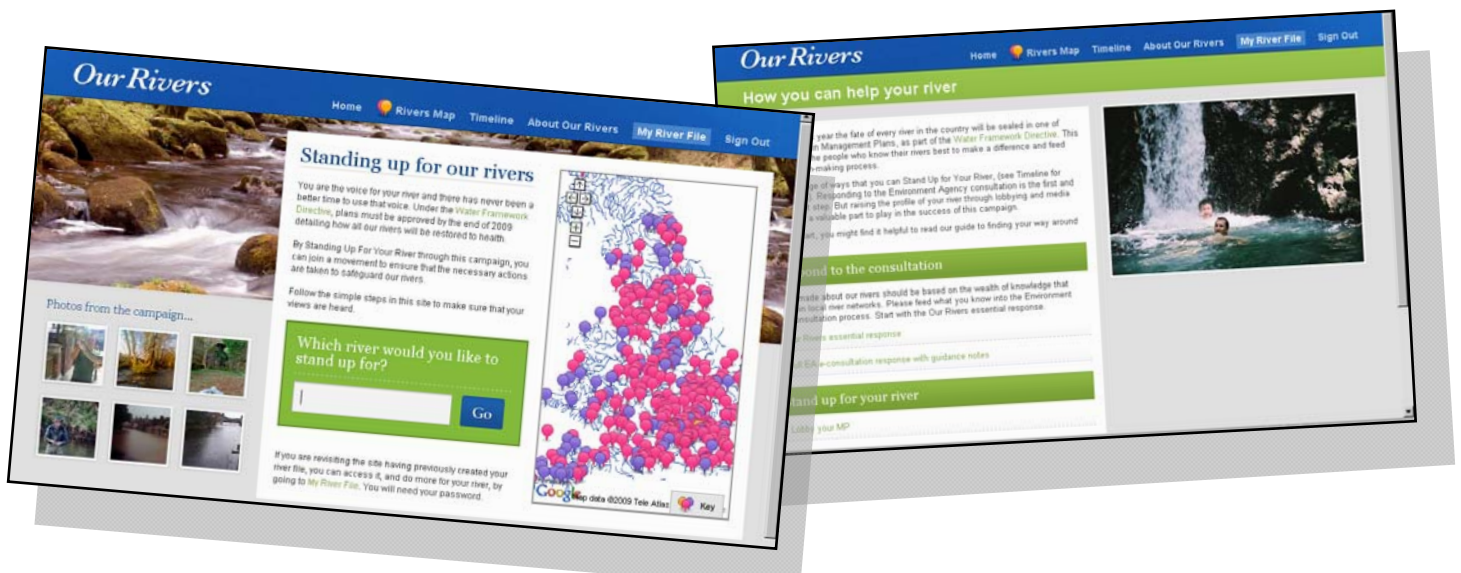 Our Rivers
Home Rivers Map Timeline About Our Rivers My River File Sign Out
Standing up for our rivers
You are the voice for your river and there has never been a
better time to use that voice. Under the Water Framework
Directive, plans must be approved by the end of 2009
detailing how all our rivers will be restored to health.
By Standing Up For Your River through this campaign, you
can join a movement to ensure that the necessary actions
are taken to safeguard our rivers.
Follow the simple steps in this site to make sure that your
views are heard.
Photos from the campaign...
Which river would you like to
stand up for?
Go
If you are revisiting the site having previously created your
river file, you can access it, and do more for your river, by
going to My River File. You will need your password.
Google
Map data ©2009 Tele Atlas
Key
Our Rivers
Home Rivers Map Timeline About Our Rivers My River File Sign Out
How you can help your river
year the fate of every river in the country will be sealed in one of
Management Plans, as part of the Water Framework Directive. This
the people who know their rivers best to make a difference and feed
-making process.
of ways that you can Stand Up for Your River, (see Timeline for
Responding to the Environment Agency consultation is the first and
step. But raising the profile of your river through lobbying and media
a valuable part to play in the success of this campaign.
you might find it helpful to read our guide to finding your way around
to the consultation
made about our rivers should be based on the wealth of knowledge that
in local river networks. Please feed what you know into the Environment
consultation process. Start with the Our Rivers essential response.
Rivers essential response
EA e-consultation response with guidance notes
up for your river
Lobby your MP